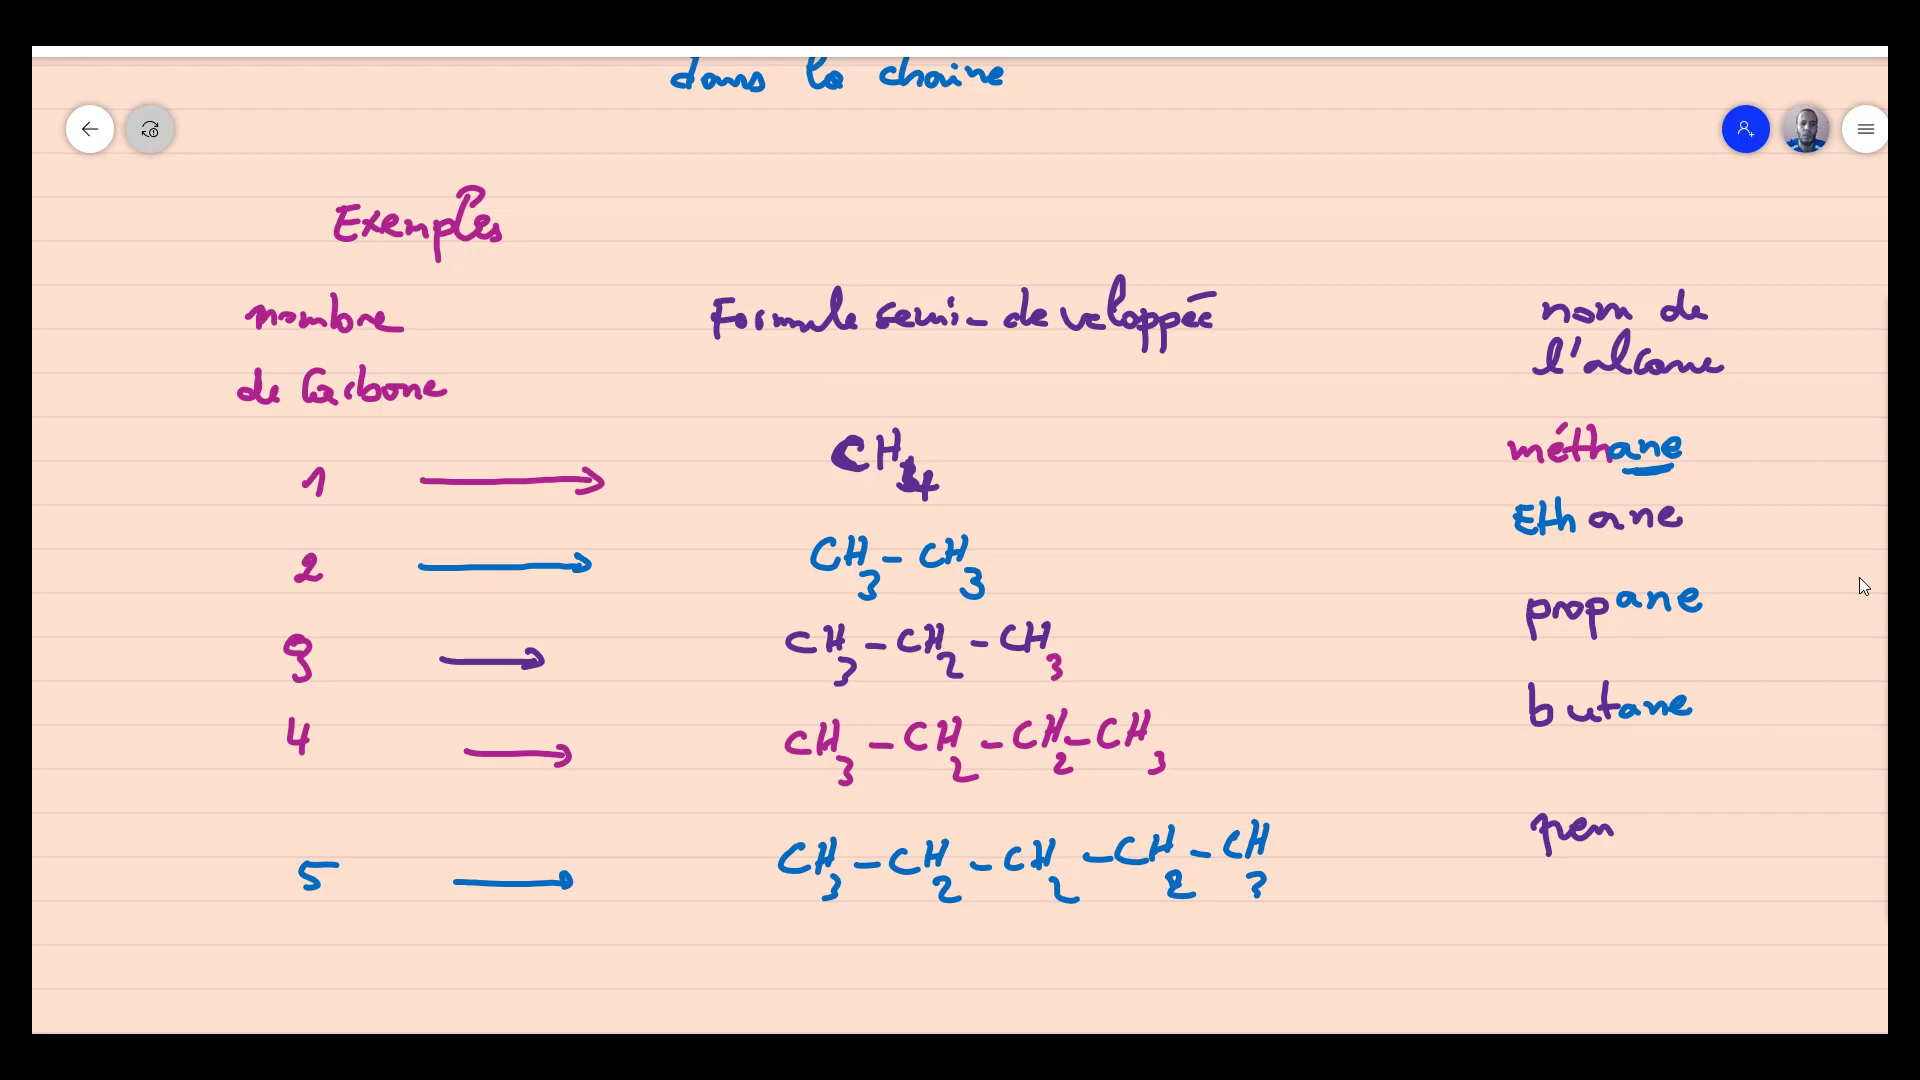 dans la chaine
Exemples
nombre de Carbone
Formule semi-developpée
nom de l'alcane
1 → CH4 méthane
2 → CH3-CH3 Ethane
3 → CH3-CH2-CH3 propane
4 → CH3-CH2-CH2-CH3 butane
5 → CH3-CH2-CH2-CH2-CH3 pen